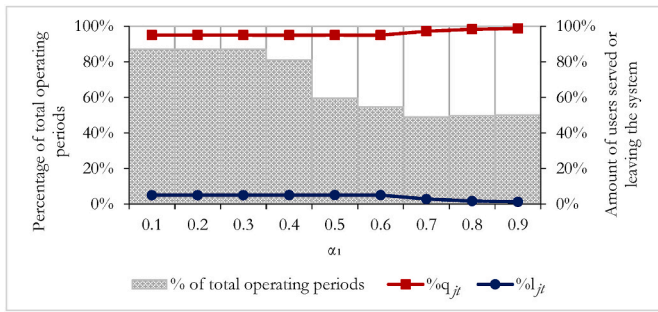 Percentage of total operating
periods
100%
80%
60%
40%
20%
0%
100%
80%
60%
40%
20%
0%
Amount of users served or
leaving the system
0.1 0.2 0.3 0.4 0.5 0.6 0.7 0.8 0.9
α₁
% of total operating periods %q jt %l jt